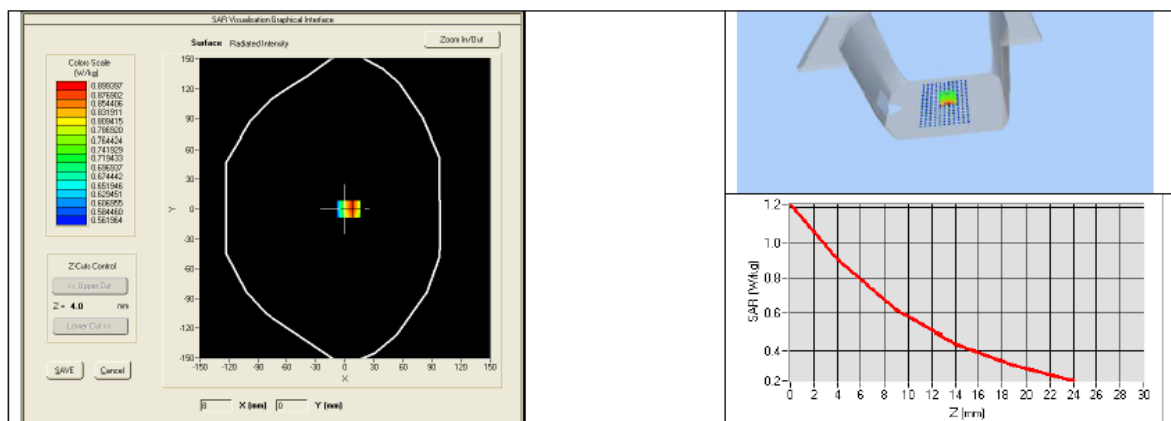 SAR Visualisation Graphical Interface
Surface Radiated Intensity
Zoom In/Out
Colors Scale
(W/kg)
0.899397
0.876902
0.854406
0.831911
0.809415
0.786920
0.764424
0.741929
0.719433
0.696937
0.674442
0.651946
0.629451
0.606955
0.584460
0.561964
Z-Cuts Control
<< Upper Cut
Z = 4.0 mm
Lower Cut >>
SAVE Cancel
150
120
90
60
30
0
-30
-60
-90
-120
-150
Y
-150 -120 -90 -60 -30 0 30 60 90 120 150
X
8 X (mm) 0 Y (mm)
1.2
1.0
0.8
0.6
0.4
0.2
SAR (W/kg)
0 2 4 6 8 10 12 14 16 18 20 22 24 26 28 30
Z (mm)